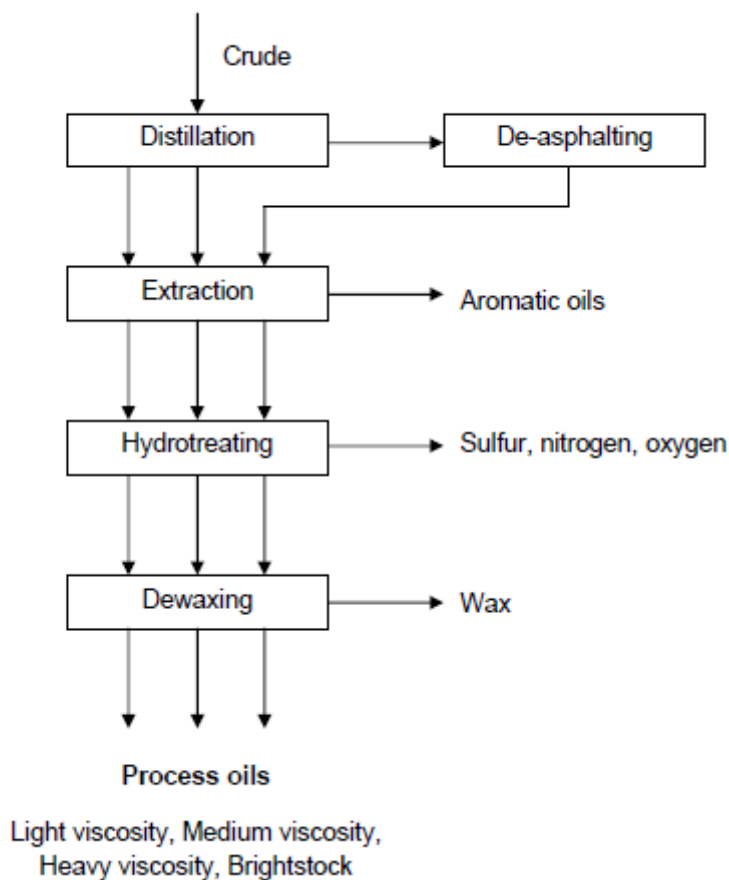 Crude
Distillation
De-asphalting
Extraction
Aromatic oils
Hydrotreating
Sulfur, nitrogen, oxygen
Dewaxing
Wax
Process oils
Light viscosity, Medium viscosity,
Heavy viscosity, Brightstock